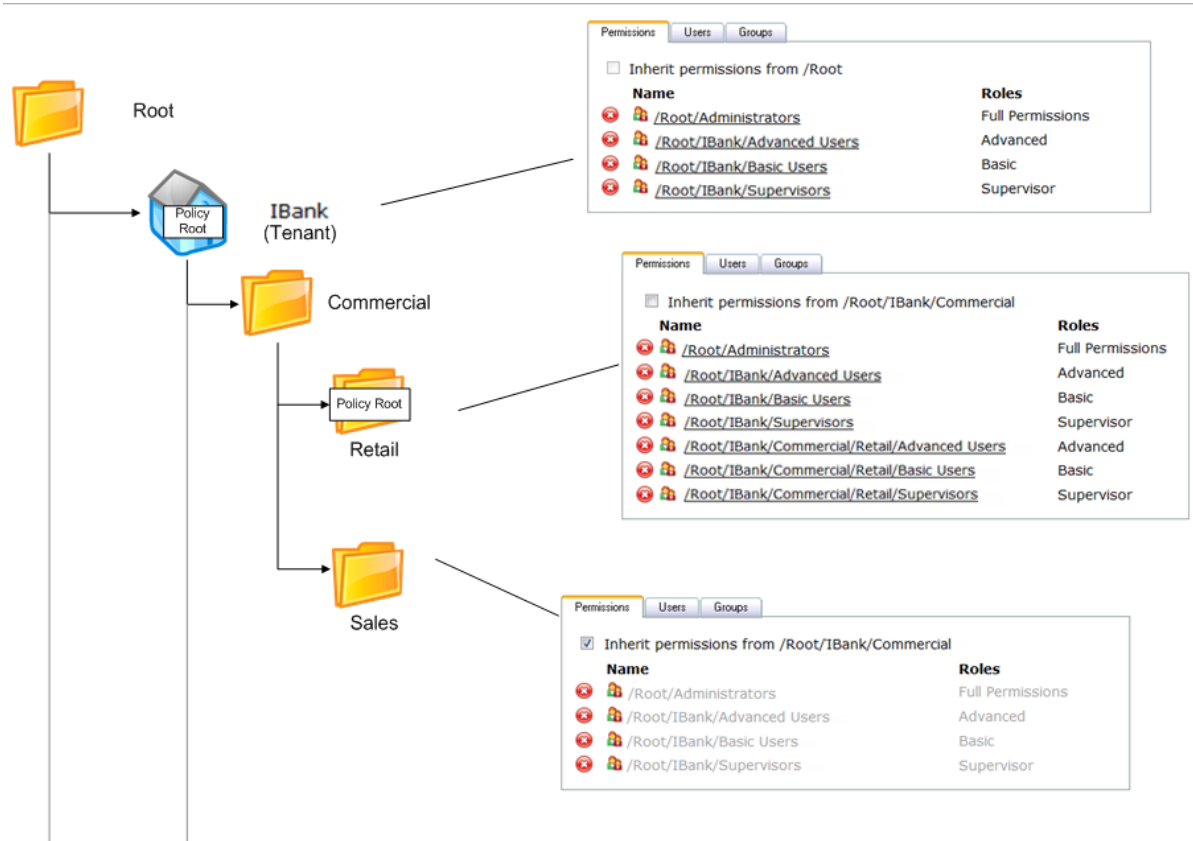 Permissions Users Groups
Inherit permissions from /Root
Name Roles
/Root/Administrators Full Permissions
/Root/IBank/Advanced Users Advanced
/Root/IBank/Basic Users Basic
/Root/IBank/Supervisors Supervisor
Root
Policy
Root
IBank
(Tenant)
Commercial
Permissions Users Groups
Inherit permissions from /Root/IBank/Commercial
Name Roles
/Root/Administrators Full Permissions
/Root/IBank/Advanced Users Advanced
/Root/IBank/Basic Users Basic
/Root/IBank/Supervisors Supervisor
/Root/IBank/Commercial/Retail/Advanced Users Advanced
/Root/IBank/Commercial/Retail/Basic Users Basic
/Root/IBank/Commercial/Retail/Supervisors Supervisor
Policy Root
Retail
Sales
Permissions Users Groups
Inherit permissions from /Root/IBank/Commercial
Name Roles
/Root/Administrators Full Permissions
/Root/IBank/Advanced Users Advanced
/Root/IBank/Basic Users Basic
/Root/IBank/Supervisors Supervisor